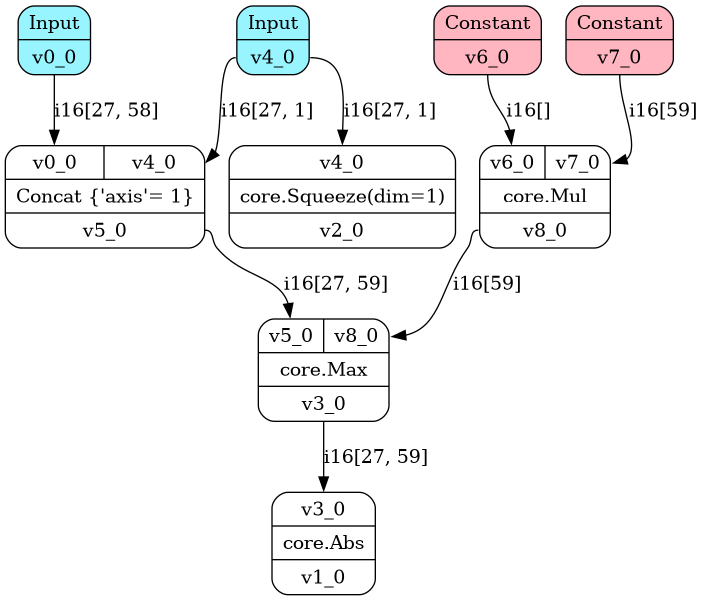 Input
v0_0
Input
v4_0
Constant
v6_0
Constant
v7_0
i16[27, 58]
i16[27, 1]
i16[27, 1]
i16[]
i16[59]
v0_0 v4_0
Concat {'axis'= 1}
v5_0
v4_0
core.Squeeze(dim=1)
v2_0
v6_0 v7_0
core.Mul
v8_0
i16[27, 59]
i16[59]
v5_0 v8_0
core.Max
v3_0
i16[27, 59]
v3_0
core.Abs
v1_0